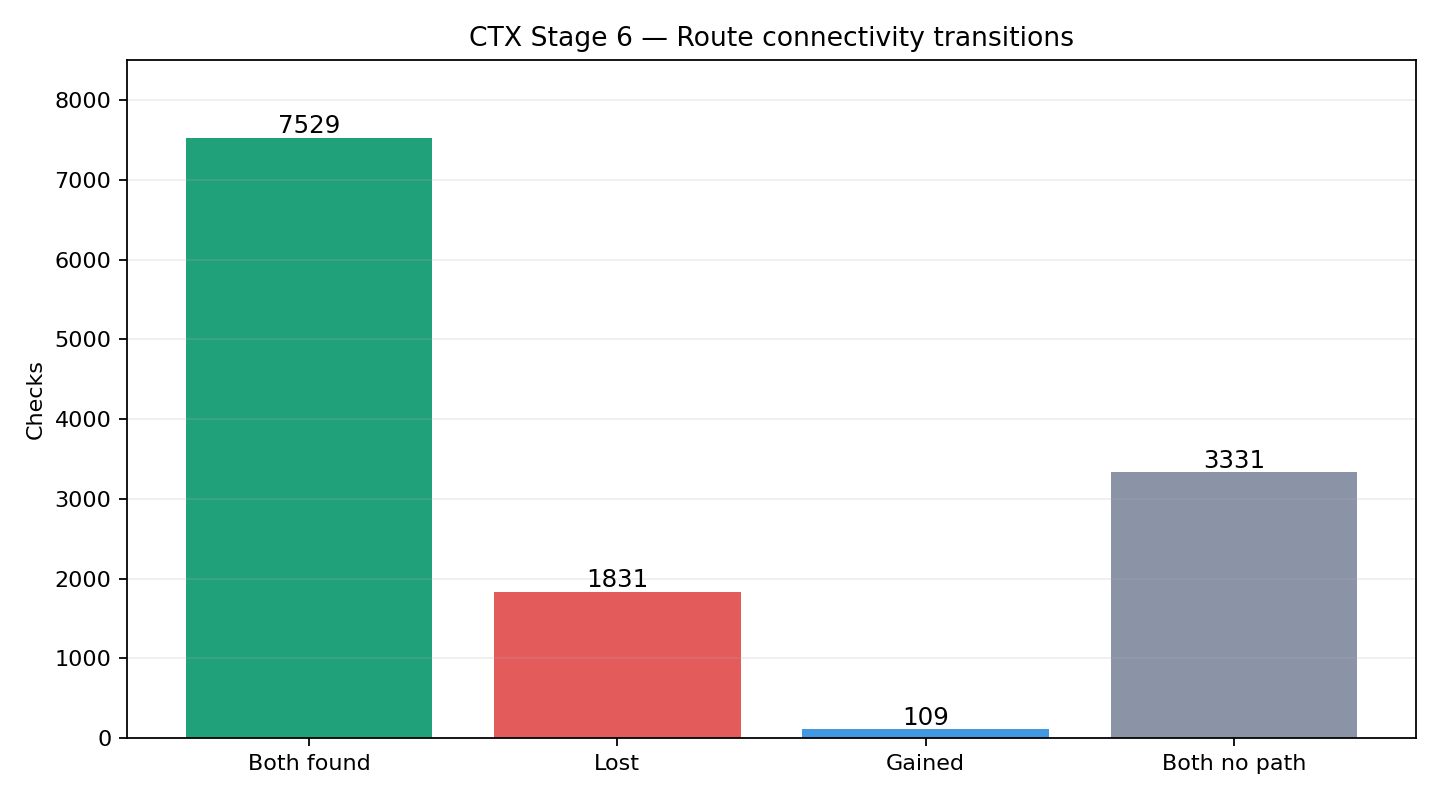 CTX Stage 6 — Route connectivity transitions
Checks
8000
7000
6000
5000
4000
3000
2000
1000
0
7529
1831
109
3331
Both found
Lost
Gained
Both no path